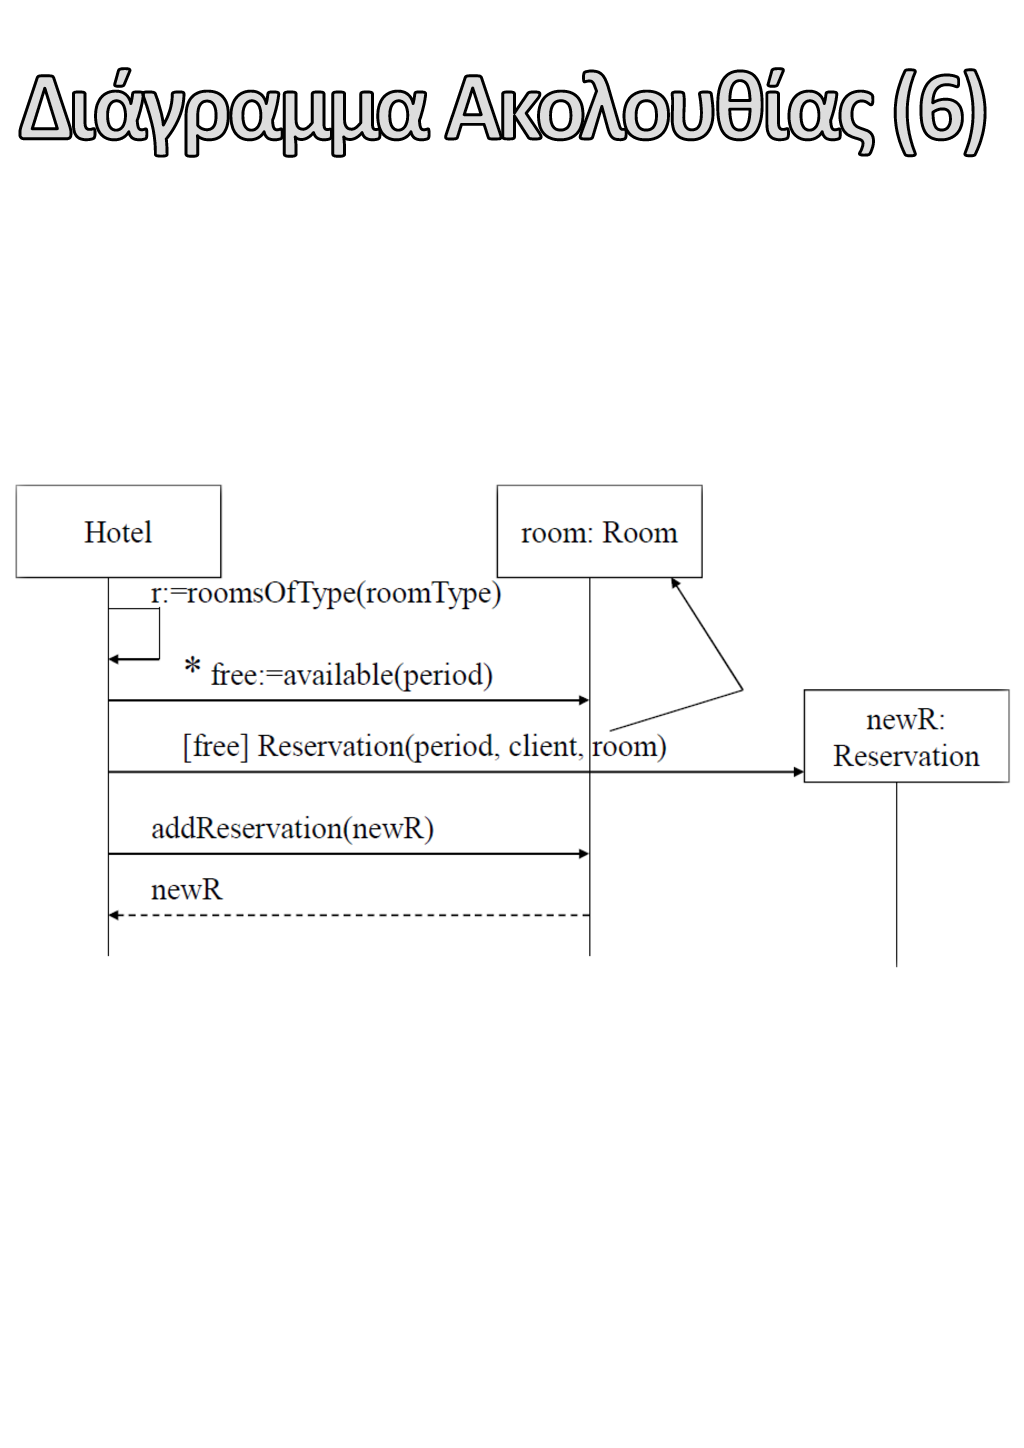 Διάγραμμα Ακολουθίας (6)
Hotel
room: Room
r:=roomsOfType(roomType)
* free:=available(period)
newR:
Reservation
[free] Reservation(period, client, room)
addReservation(newR)
newR